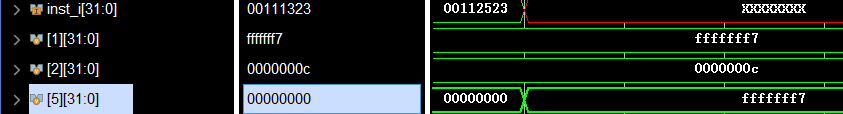 inst_i[31:0] 00111323 00112523 XXXXXXXX
[1][31:0] fffffff7 fffffff7
[2][31:0] 0000000c 0000000c
[5][31:0] 00000000 00000000 fffffff7